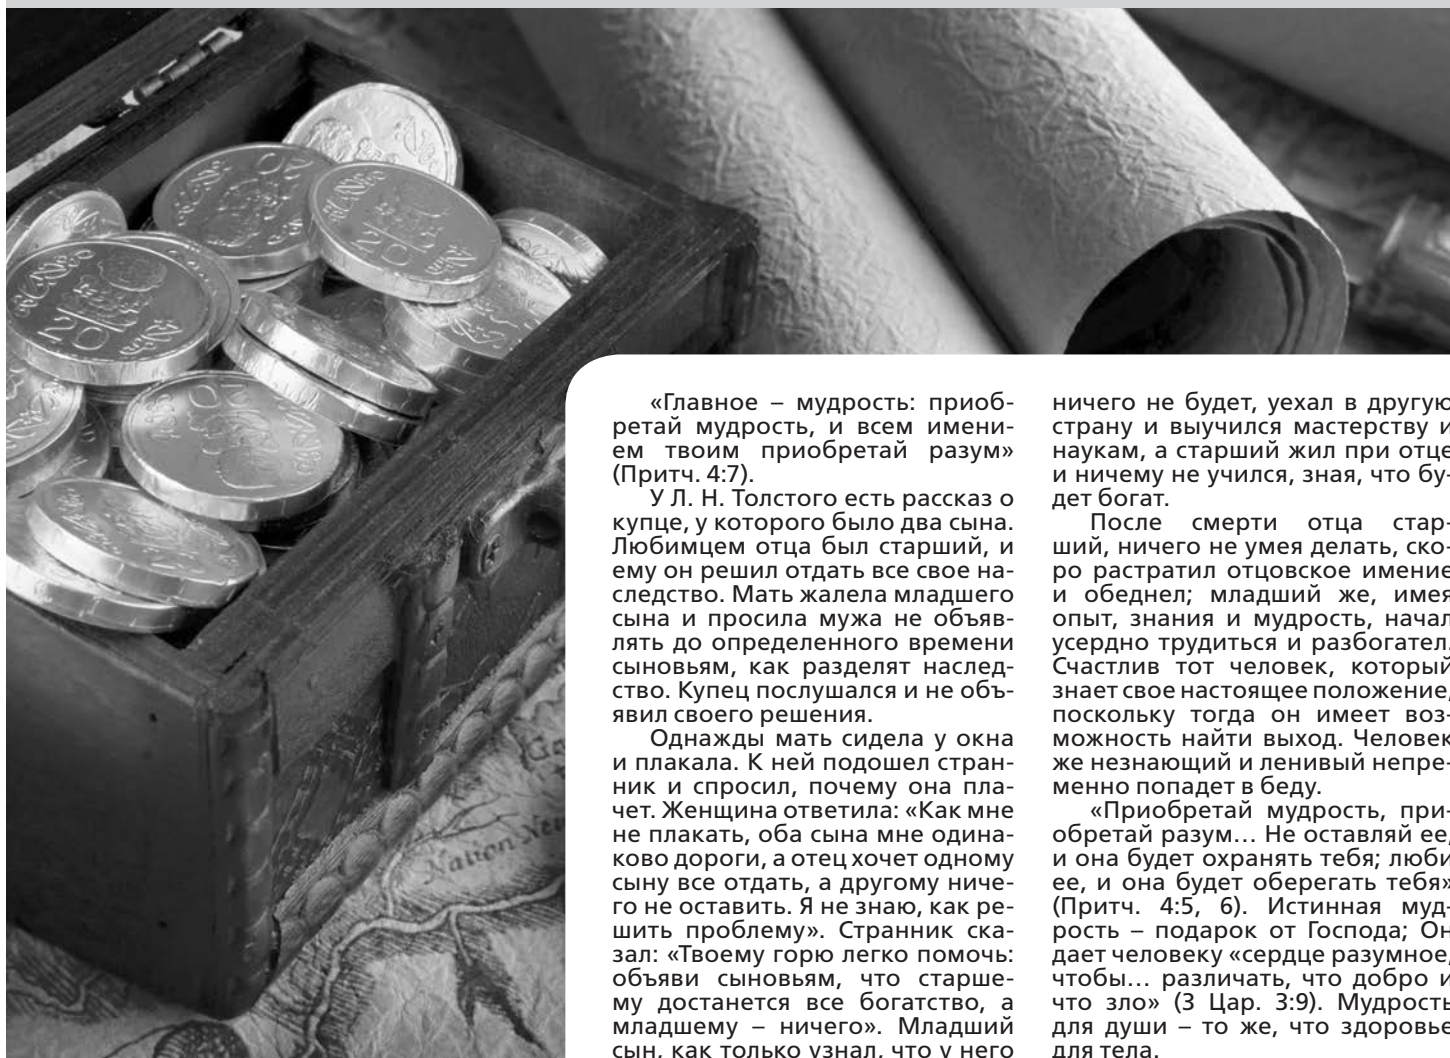 «Главное – мудрость: приоб-
ретай мудрость, и всем имени-
ем твоим приобретай разум»
(Притч. 4:7).
У Л. Н. Толстого есть рассказ о
купце, у которого было два сына.
Любимцем отца был старший, и
ему он решил отдать все свое на-
следство. Мать жалела младшего
сына и просила мужа не объяв-
лять до определенного времени
сыновьям, как разделят наслед-
ство. Купец послушался и не объ-
явил своего решения.
Однажды мать сидела у окна
и плакала. К ней подошел стран-
ник и спросил, почему она пла-
чет. Женщина ответила: «Как мне
не плакать, оба сына мне одина-
ково дороги, а отец хочет одному
сыну все отдать, а другому ниче-
го не оставить. Я не знаю, как ре-
шить проблему». Странник ска-
зал: «Твоему горю легко помочь:
объяви сыновьям, что старше-
му достанется все богатство, а
младшему – ничего». Младший
сын, как только узнал, что у него
ничего не будет, уехал в другую
страну и выучился мастерству и
наукам, а старший жил при отце
и ничему не учился, зная, что бу-
дет богат.
После смерти отца стар-
ший, ничего не умея делать, ско-
ро растратил отцовское имение
и обеднел; младший же, имея
опыт, знания и мудрость, начал
усердно трудиться и разбогател.
Счастлив тот человек, который
знает свое настоящее положение,
поскольку тогда он имеет воз-
можность найти выход. Человек
же незнающий и ленивый непре-
менно попадет в беду.
«Приобретай мудрость, при-
обретай разум… Не оставляй ее,
и она будет охранять тебя; люби
ее, и она будет оберегать тебя»
(Притч. 4:5, 6). Истинная муд-
рость – подарок от Господа; Он
дает человеку «сердце разумное,
чтобы… различать, что добро и
что зло» (3 Цар. 3:9). Мудрость
для души – то же, что здоровье
для тела.
20
20
20
Nation